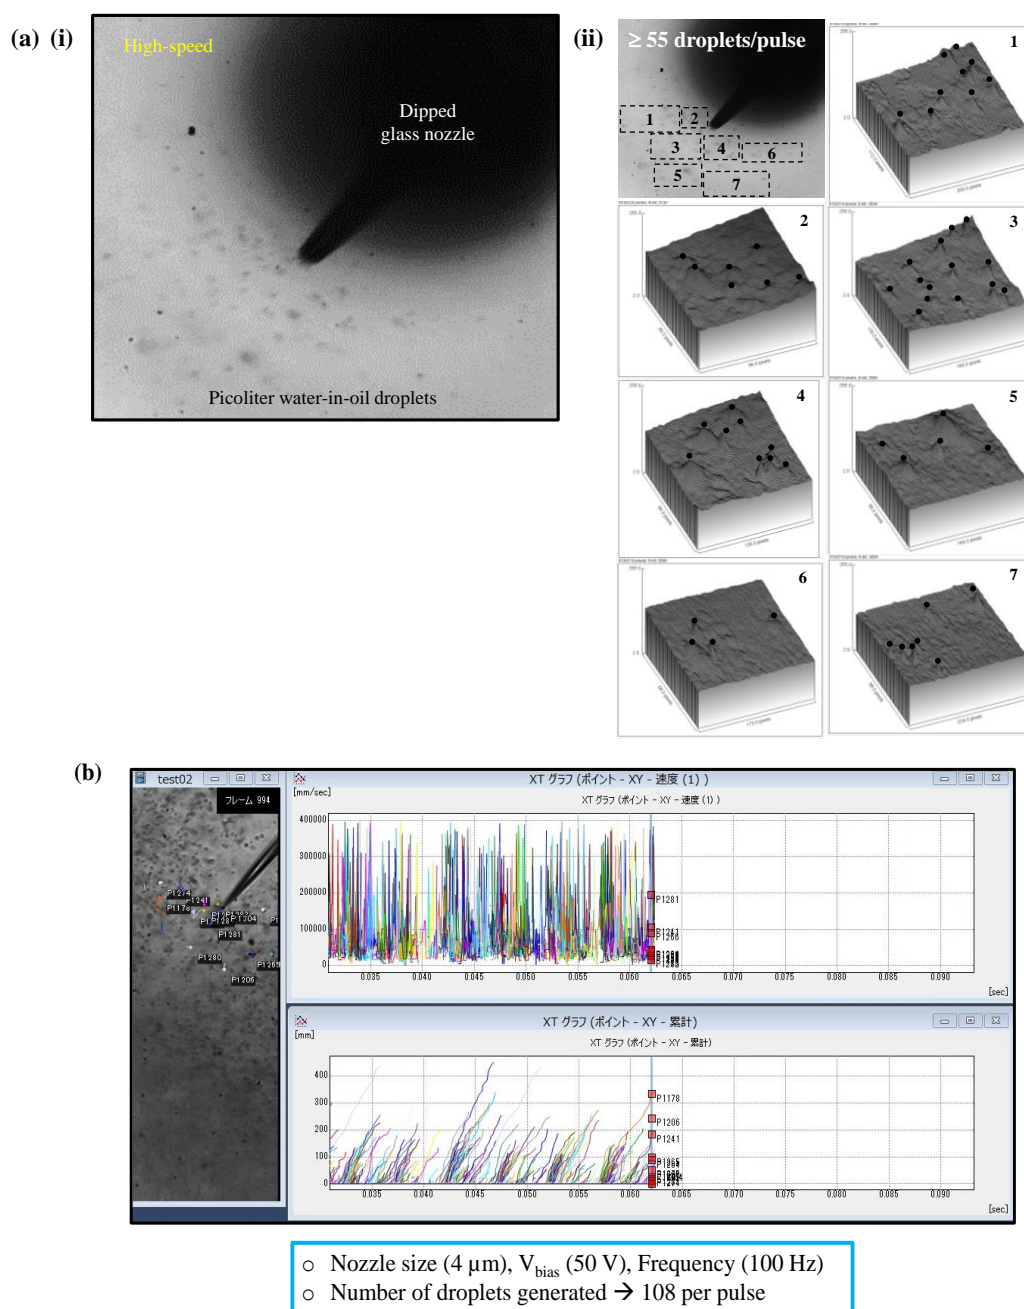 (a) (i)
High-speed
Dipped
glass nozzle
Picoliter water-in-oil droplets
(ii)
≥ 55 droplets/pulse
1
2
3
4
6
5
7
1
2
3
4
5
6
7
(b)
test02
フレーム 994
P1274
P1241
P1178
P1304
P1281
P1280
P1265
P1206
XT グラフ (ポイント - XY - 速度 (1) )
[mm/sec]
XT グラフ (ポイント - XY - 速度 (1) )
400000
300000
200000
100000
0
P1281
P1241
P1266
0.035 0.040 0.045 0.050 0.055 0.060 0.065 0.070 0.075 0.080 0.085 0.090
[sec]
XT グラフ (ポイント - XY - 累計)
[mm]
XT グラフ (ポイント - XY - 累計)
400
300
200
100
0
P1178
P1206
P1241
0.035 0.040 0.045 0.050 0.055 0.060 0.065 0.070 0.075 0.080 0.085 0.090
[sec]
○ Nozzle size (4 µm), Vbias (50 V), Frequency (100 Hz)
○ Number of droplets generated → 108 per pulse